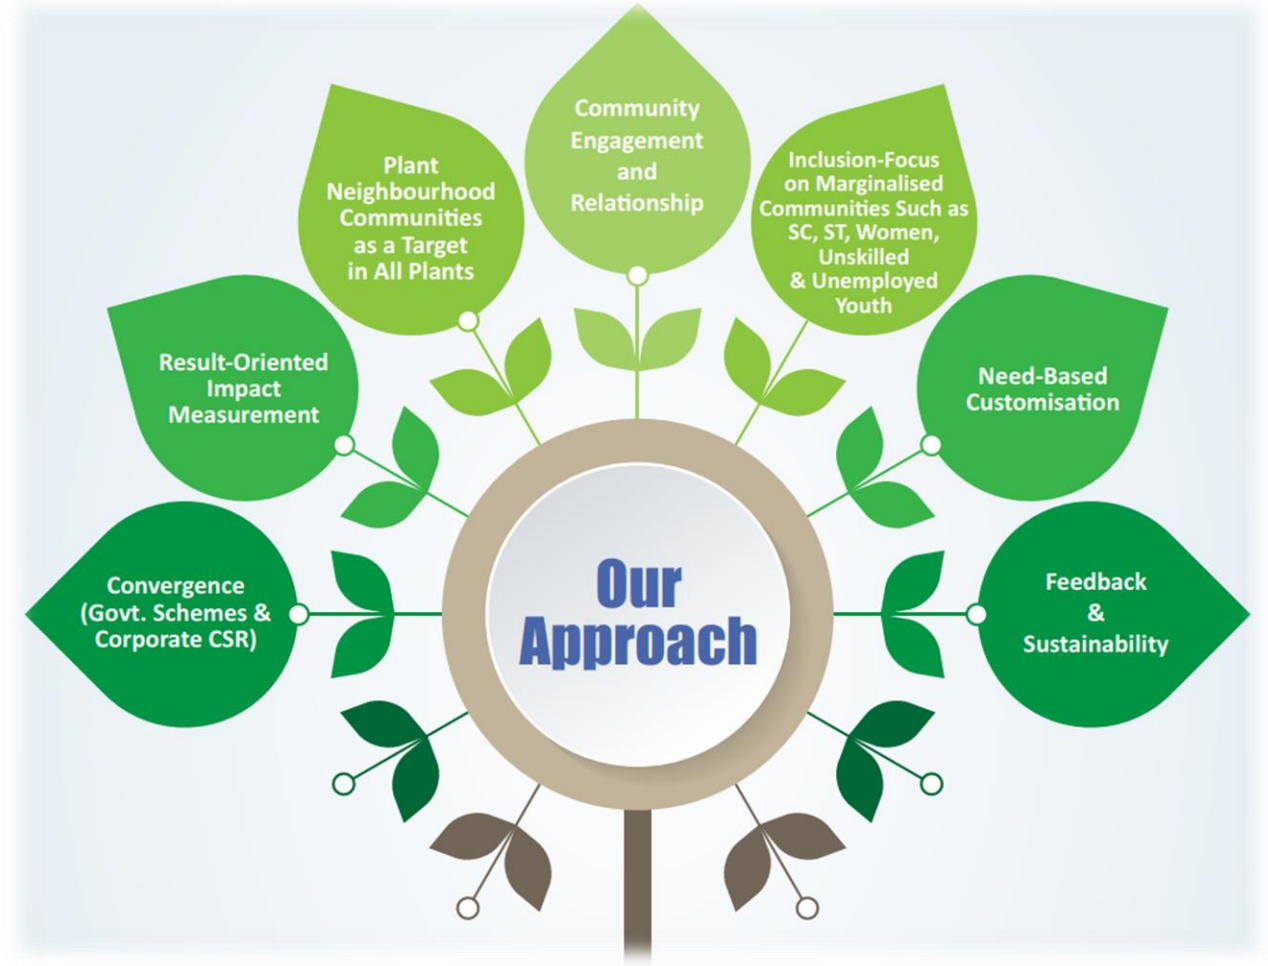 Community
Engagement
and
Relationship
Plant
Neighbourhood
Communities
as a Target
in All Plants
Inclusion-Focus
on Marginalised
Communities Such as
SC, ST, Women,
Unskilled
& Unemployed
Youth
Result-Oriented
Impact
Measurement
Need-Based
Customisation
Convergence
(Govt. Schemes &
Corporate CSR)
Feedback
&
Sustainability
Our
Approach